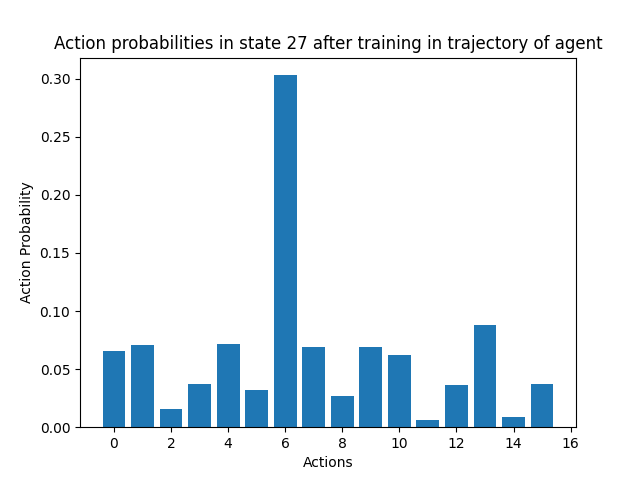 Action probabilities in state 27 after training in trajectory of agent
0.30
0.25
0.20
0.15
0.10
0.05
0.00
Action Probability
0 2 4 6 8 10 12 14 16
Actions